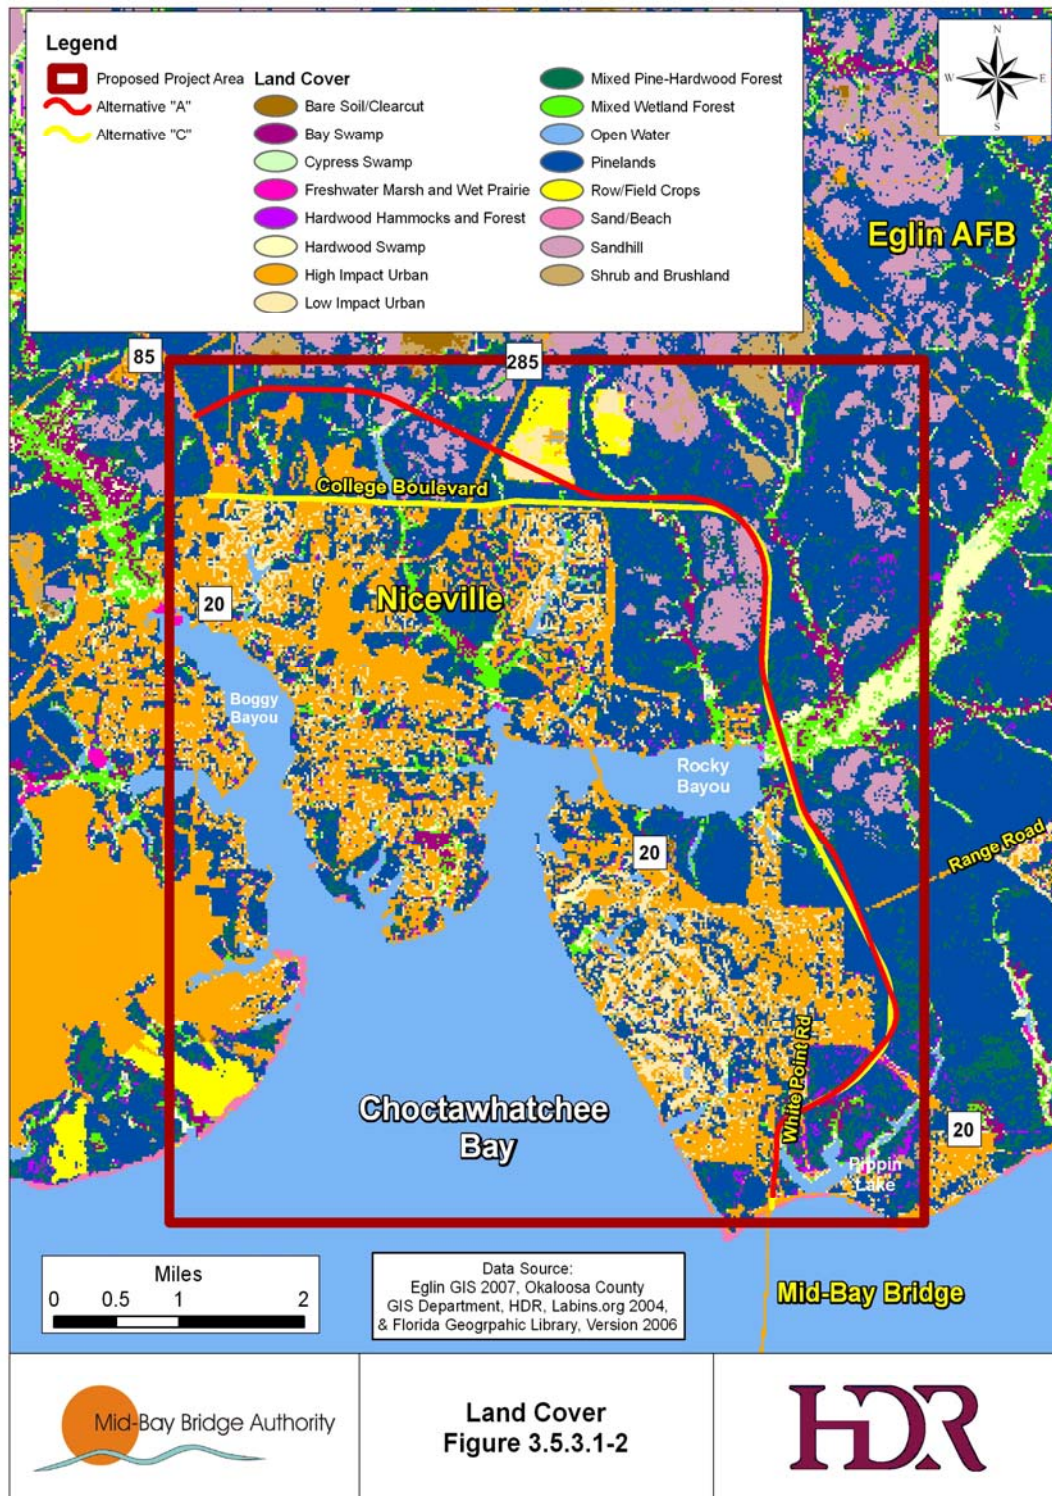 Legend
Proposed Project Area
Alternative "A"
Alternative "C"
Land Cover
Bare Soil/Clearcut
Bay Swamp
Cypress Swamp
Freshwater Marsh and Wet Prairie
Hardwood Hammocks and Forest
Hardwood Swamp
High Impact Urban
Low Impact Urban
Mixed Pine-Hardwood Forest
Mixed Wetland Forest
Open Water
Pinelands
Row/Field Crops
Sand/Beach
Sandhill
Shrub and Brushland
N
W
E
S
Eglin AFB
85
285
College Boulevard
20
Niceville
Boggy
Bayou
Rocky
Bayou
20
Range Road
White Point Rd
Choctawhatchee
Bay
20
Pippin
Lake
Mid-Bay Bridge
Miles
0 0.5 1 2
Data Source:
Eglin GIS 2007, Okaloosa County
GIS Department, HDR, Labins.org 2004,
& Florida Geogrpahic Library, Version 2006
Mid-Bay Bridge Authority
Land Cover
Figure 3.5.3.1-2
HDR